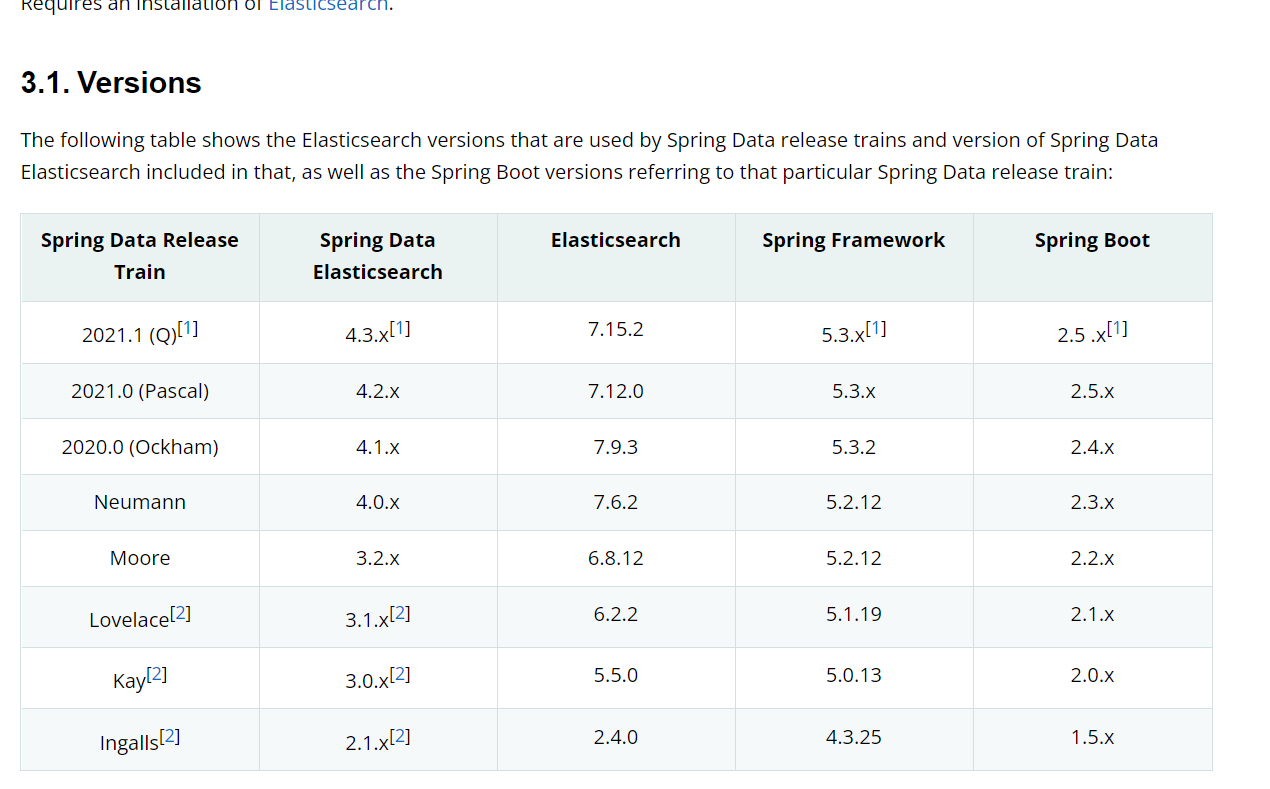 Requires an installation of Elasticsearch.
3.1. Versions
The following table shows the Elasticsearch versions that are used by Spring Data release trains and version of Spring Data
Elasticsearch included in that, as well as the Spring Boot versions referring to that particular Spring Data release train:
Spring Data Release Train | Spring Data Elasticsearch | Elasticsearch | Spring Framework | Spring Boot
2021.1 (Q)[1] | 4.3.x[1] | 7.15.2 | 5.3.x[1] | 2.5 .x[1]
2021.0 (Pascal) | 4.2.x | 7.12.0 | 5.3.x | 2.5.x
2020.0 (Ockham) | 4.1.x | 7.9.3 | 5.3.2 | 2.4.x
Neumann | 4.0.x | 7.6.2 | 5.2.12 | 2.3.x
Moore | 3.2.x | 6.8.12 | 5.2.12 | 2.2.x
Lovelace[2] | 3.1.x[2] | 6.2.2 | 5.1.19 | 2.1.x
Kay[2] | 3.0.x[2] | 5.5.0 | 5.0.13 | 2.0.x
Ingalls[2] | 2.1.x[2] | 2.4.0 | 4.3.25 | 1.5.x